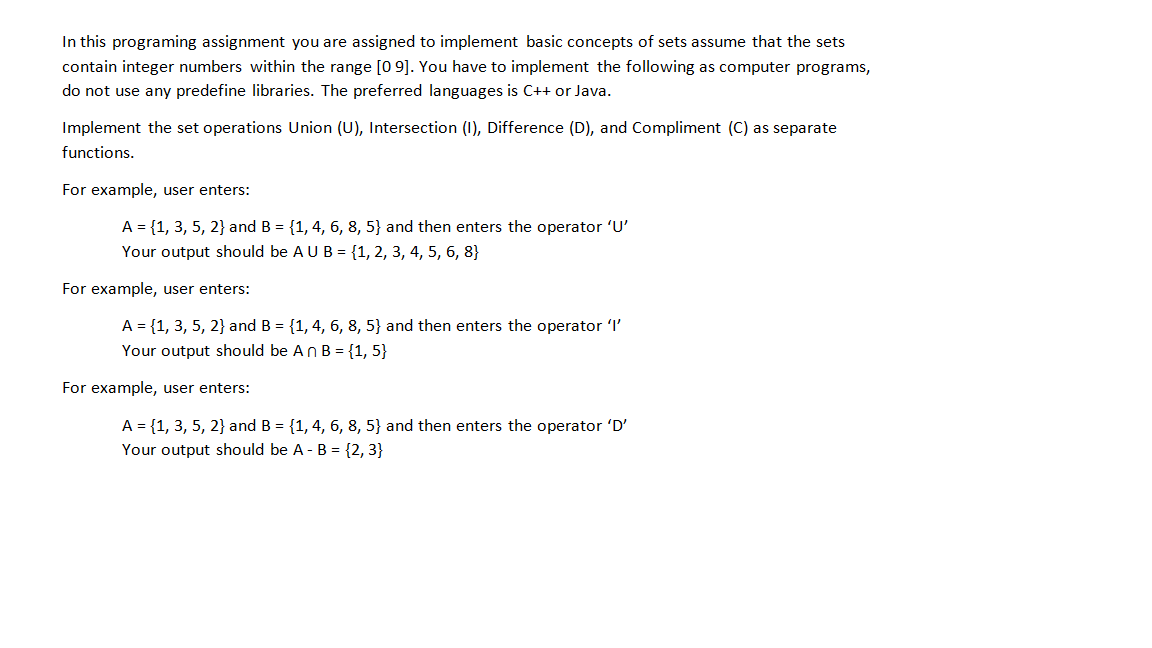 In this programing assignment you are assigned to implement basic concepts of sets assume that the sets
contain integer numbers within the range [0 9]. You have to implement the following as computer programs,
do not use any predefine libraries. The preferred languages is C++ or Java.
Implement the set operations Union (U), Intersection (I), Difference (D), and Compliment (C) as separate
functions.
For example, user enters:
A = {1, 3, 5, 2} and B = {1, 4, 6, 8, 5} and then enters the operator ‘U’
Your output should be A U B = {1, 2, 3, 4, 5, 6, 8}
For example, user enters:
A = {1, 3, 5, 2} and B = {1, 4, 6, 8, 5} and then enters the operator ‘I’
Your output should be A ∩ B = {1, 5}
For example, user enters:
A = {1, 3, 5, 2} and B = {1, 4, 6, 8, 5} and then enters the operator ‘D’
Your output should be A - B = {2, 3}